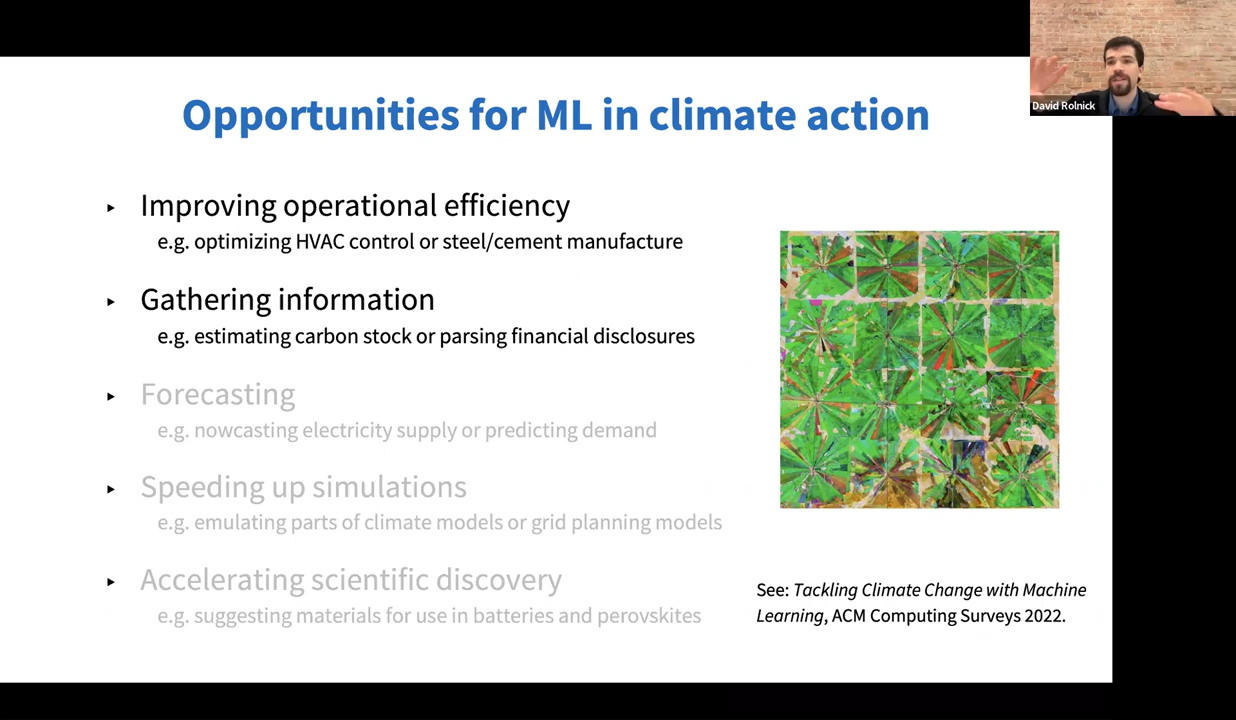 David Rolnick
Opportunities for ML in climate action
▸ Improving operational efficiency
e.g. optimizing HVAC control or steel/cement manufacture
▸ Gathering information
e.g. estimating carbon stock or parsing financial disclosures
▸ Forecasting
e.g. nowcasting electricity supply or predicting demand
▸ Speeding up simulations
e.g. emulating parts of climate models or grid planning models
▸ Accelerating scientific discovery
e.g. suggesting materials for use in batteries and perovskites
See: Tackling Climate Change with Machine
Learning, ACM Computing Surveys 2022.